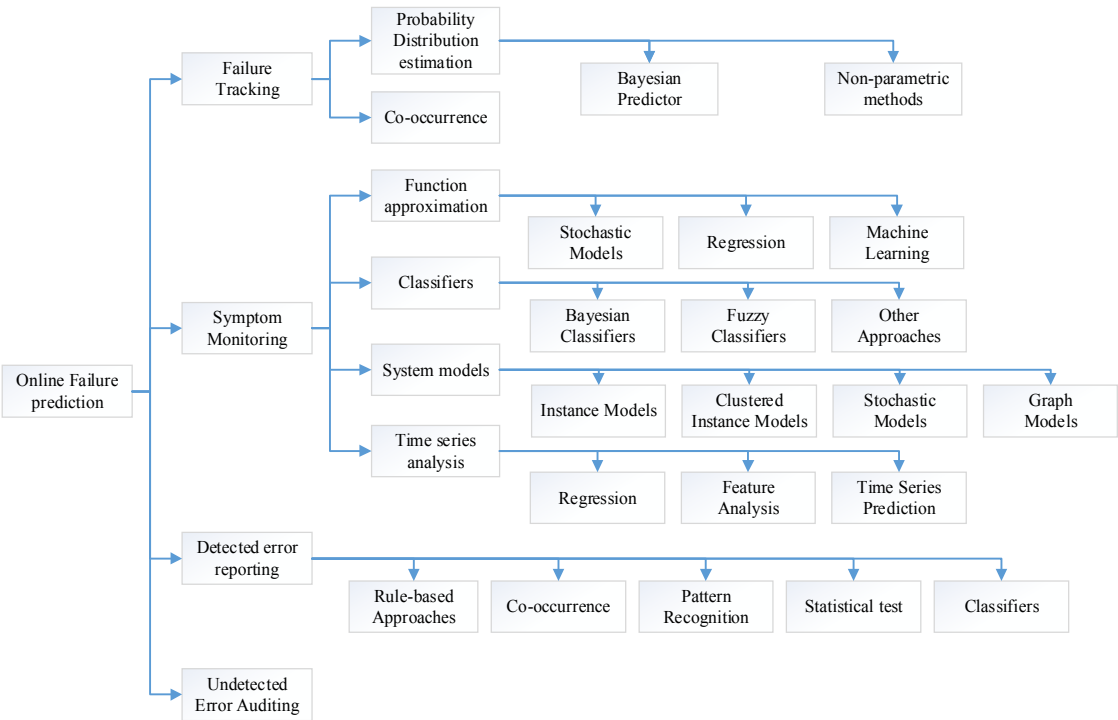 Probability
Distribution
estimation
Failure
Tracking
Bayesian
Predictor
Non-parametric
methods
Co-occurrence
Function
approximation
Stochastic
Models
Regression
Machine
Learning
Classifiers
Bayesian
Classifiers
Fuzzy
Classifiers
Other
Approaches
Symptom
Monitoring
System models
Instance Models
Clustered
Instance Models
Stochastic
Models
Graph
Models
Online Failure
prediction
Time series
analysis
Regression
Feature
Analysis
Time Series
Prediction
Detected error
reporting
Rule-based
Approaches
Co-occurrence
Pattern
Recognition
Statistical test
Classifiers
Undetected
Error Auditing